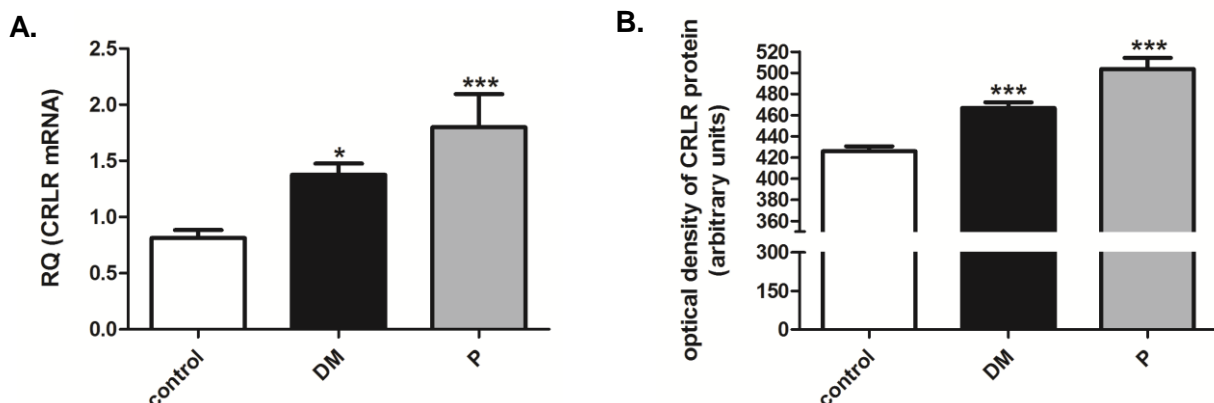 A.
RQ (CRLR mRNA)
2.5
2.0
1.5
1.0
0.5
0.0
*
***
control
DM
P
B.
optical density of CRLR protein
(arbitrary units)
520
500
480
460
440
420
400
380
360
300
150
0
***
***
control
DM
P